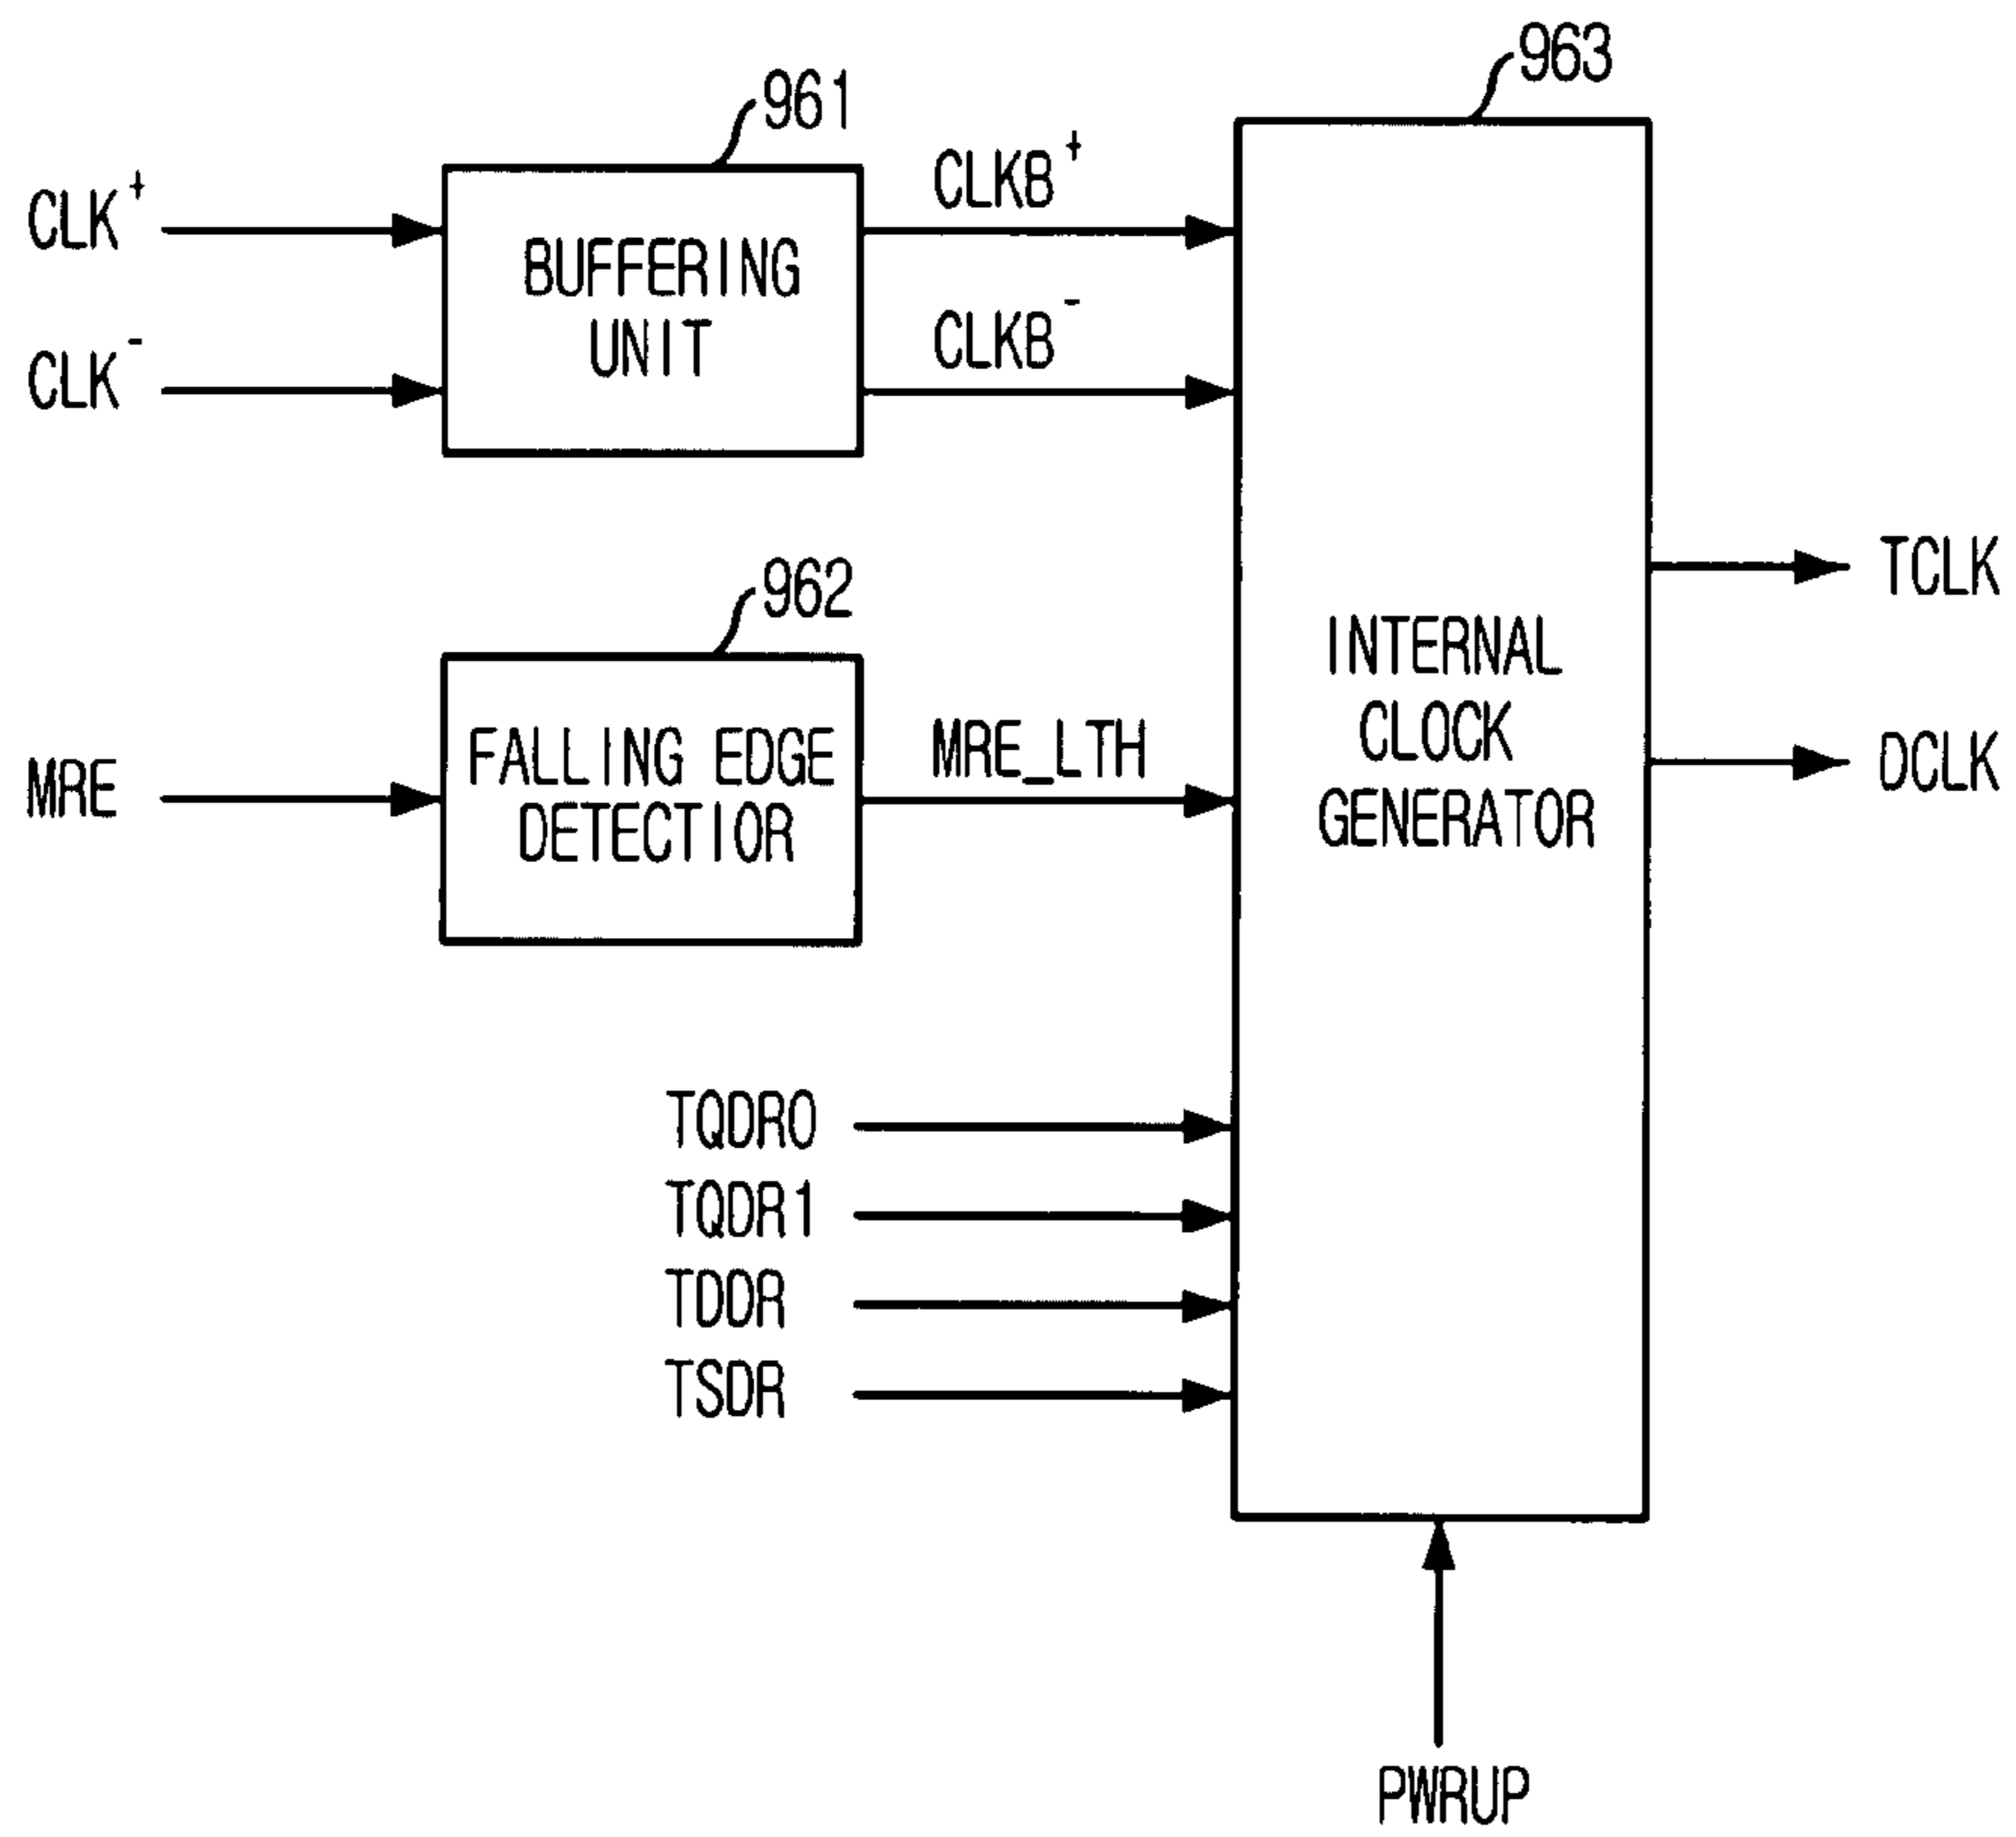 963
961
CLK+
CLK-
BUFFERING
UNIT
CLKB+
CLKB-
962
MRE
FALLING EDGE
DETECTIOR
MRE_LTH
INTERNAL
CLOCK
GENERATOR
TCLK
DCLK
TQDR0
TQDR1
TDDR
TSDR
PWRUP